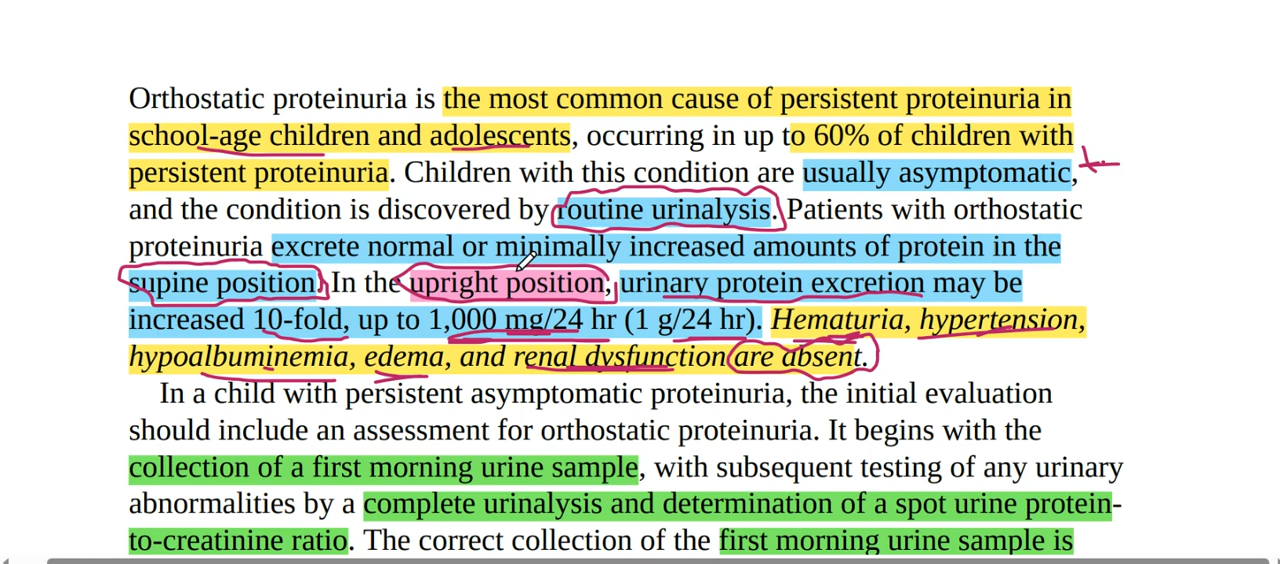 Orthostatic proteinuria is the most common cause of persistent proteinuria in
school-age children and adolescents, occurring in up to 60% of children with
persistent proteinuria. Children with this condition are usually asymptomatic,
and the condition is discovered by routine urinalysis. Patients with orthostatic
proteinuria excrete normal or minimally increased amounts of protein in the
supine position. In the upright position, urinary protein excretion may be
increased 10-fold, up to 1,000 mg/24 hr (1 g/24 hr). Hematuria, hypertension,
hypoalbuminemia, edema, and renal dysfunction are absent.
In a child with persistent asymptomatic proteinuria, the initial evaluation
should include an assessment for orthostatic proteinuria. It begins with the
collection of a first morning urine sample, with subsequent testing of any urinary
abnormalities by a complete urinalysis and determination of a spot urine protein-
to-creatinine ratio. The correct collection of the first morning urine sample is